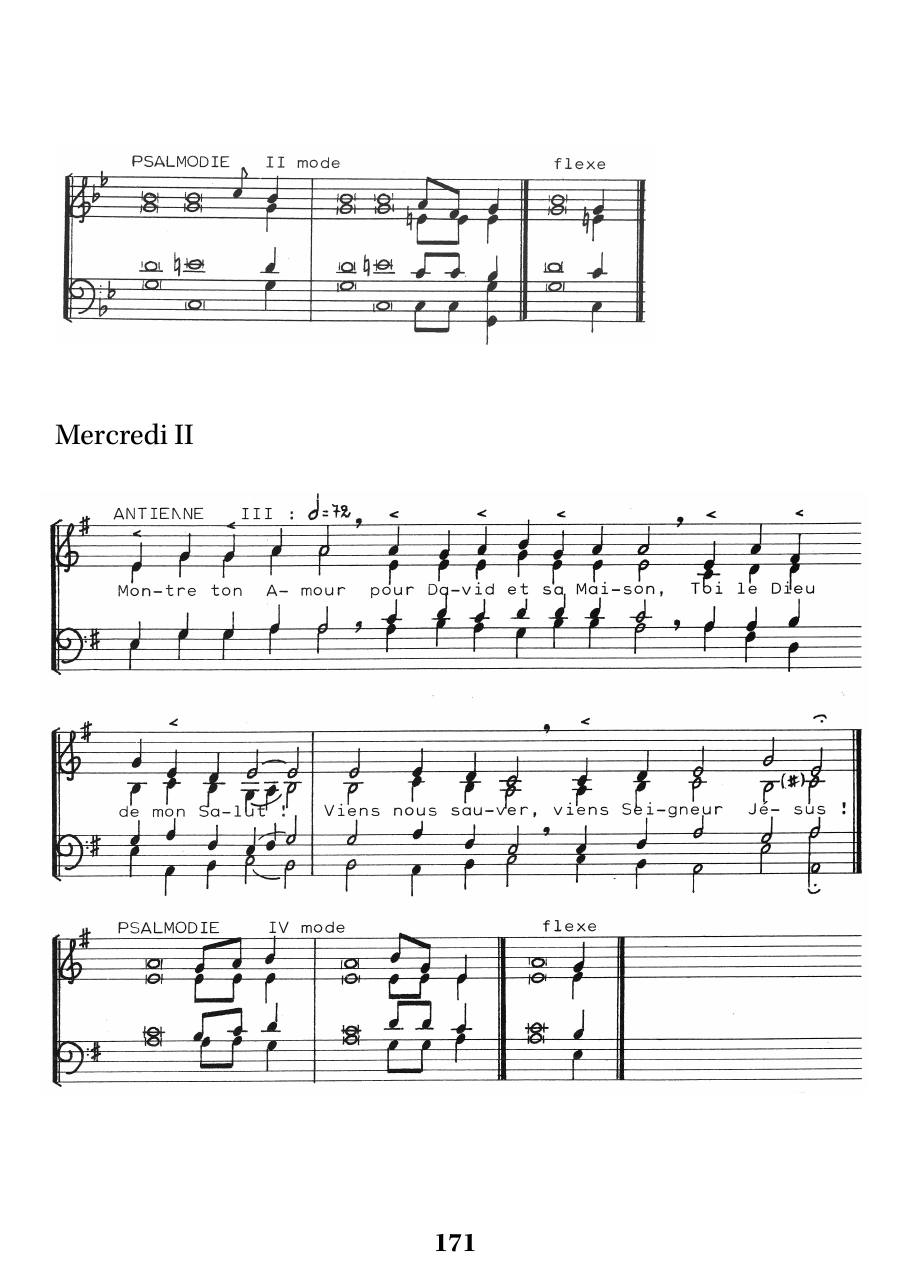 PSALMODIE II mode flexe
Mercredi II
ANTIENNE III : 𝅗𝅥=72
Mon-tre ton A- mour pour Da-vid et sa Mai-son, Toi le Dieu
de mon Sa-lut ! Viens nous sau-ver, viens Sei-gneur Jé- sus !
PSALMODIE IV mode flexe
171